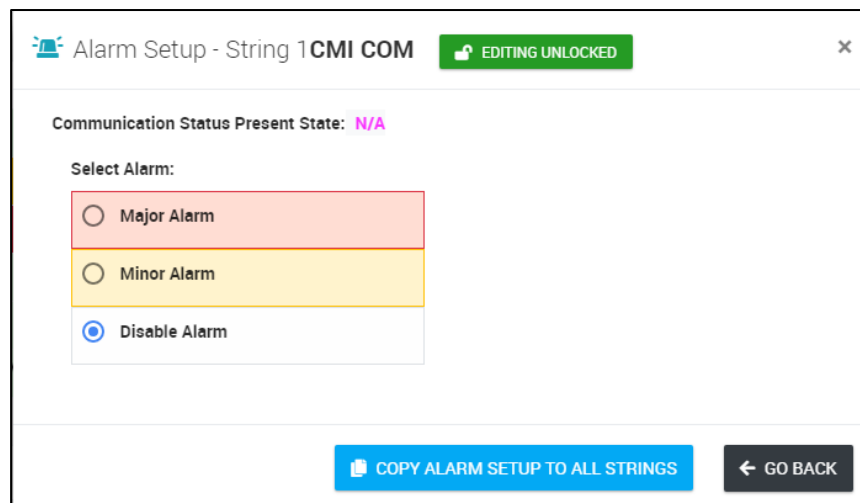 Alarm Setup - String 1CMI COM
EDITING UNLOCKED
×
Communication Status Present State: N/A
Select Alarm:
Major Alarm
Minor Alarm
Disable Alarm
COPY ALARM SETUP TO ALL STRINGS
GO BACK